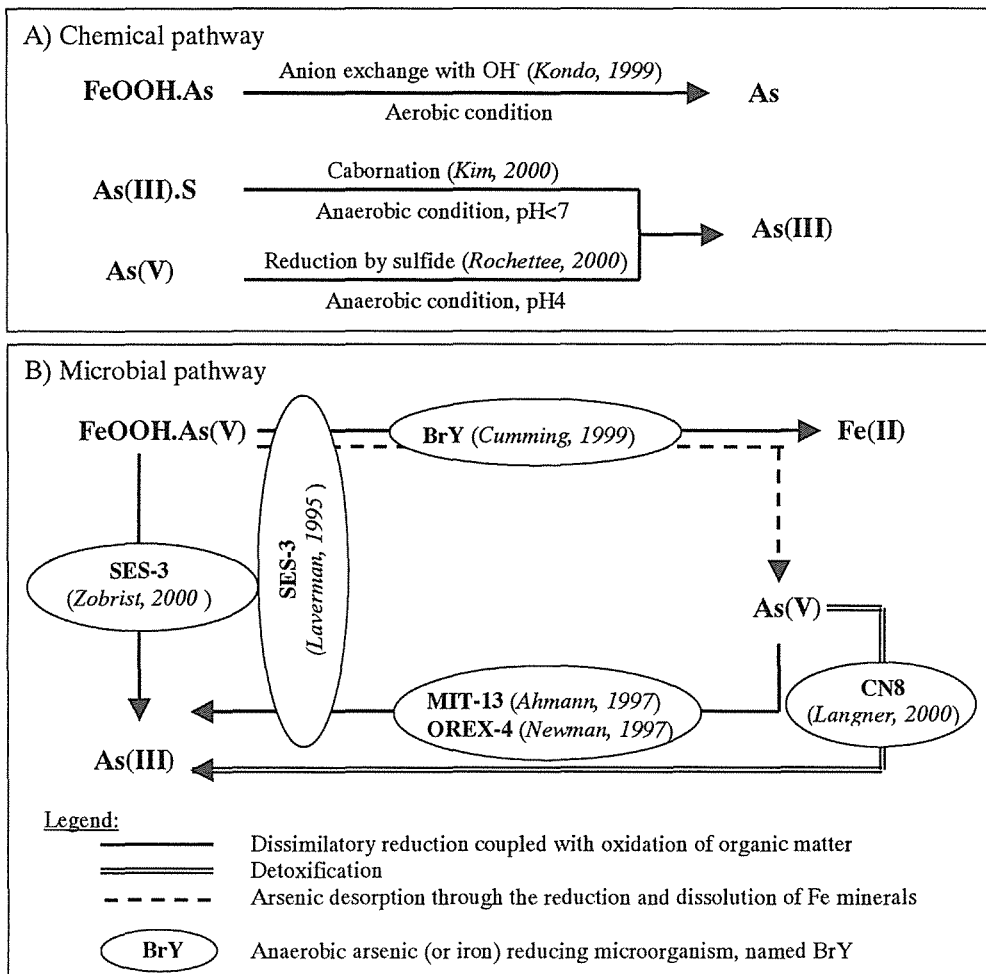 A) Chemical pathway
Anion exchange with OH⁻ (Kondo, 1999)
FeOOH.As
As
Aerobic condition
Cabornation (Kim, 2000)
As(III).S
Anaerobic condition, pH<7
As(III)
Reduction by sulfide (Rochettee, 2000)
As(V)
Anaerobic condition, pH4
B) Microbial pathway
FeOOH.As(V)
BrY (Cumming, 1999)
Fe(II)
SES-3
(Laverman, 1995)
SES-3
(Zobrist, 2000 )
As(V)
CN8
(Langner, 2000)
MIT-13 (Ahmann, 1997)
OREX-4 (Newman, 1997)
As(III)
Legend:
Dissimilatory reduction coupled with oxidation of organic matter
Detoxification
Arsenic desorption through the reduction and dissolution of Fe minerals
BrY
Anaerobic arsenic (or iron) reducing microorganism, named BrY